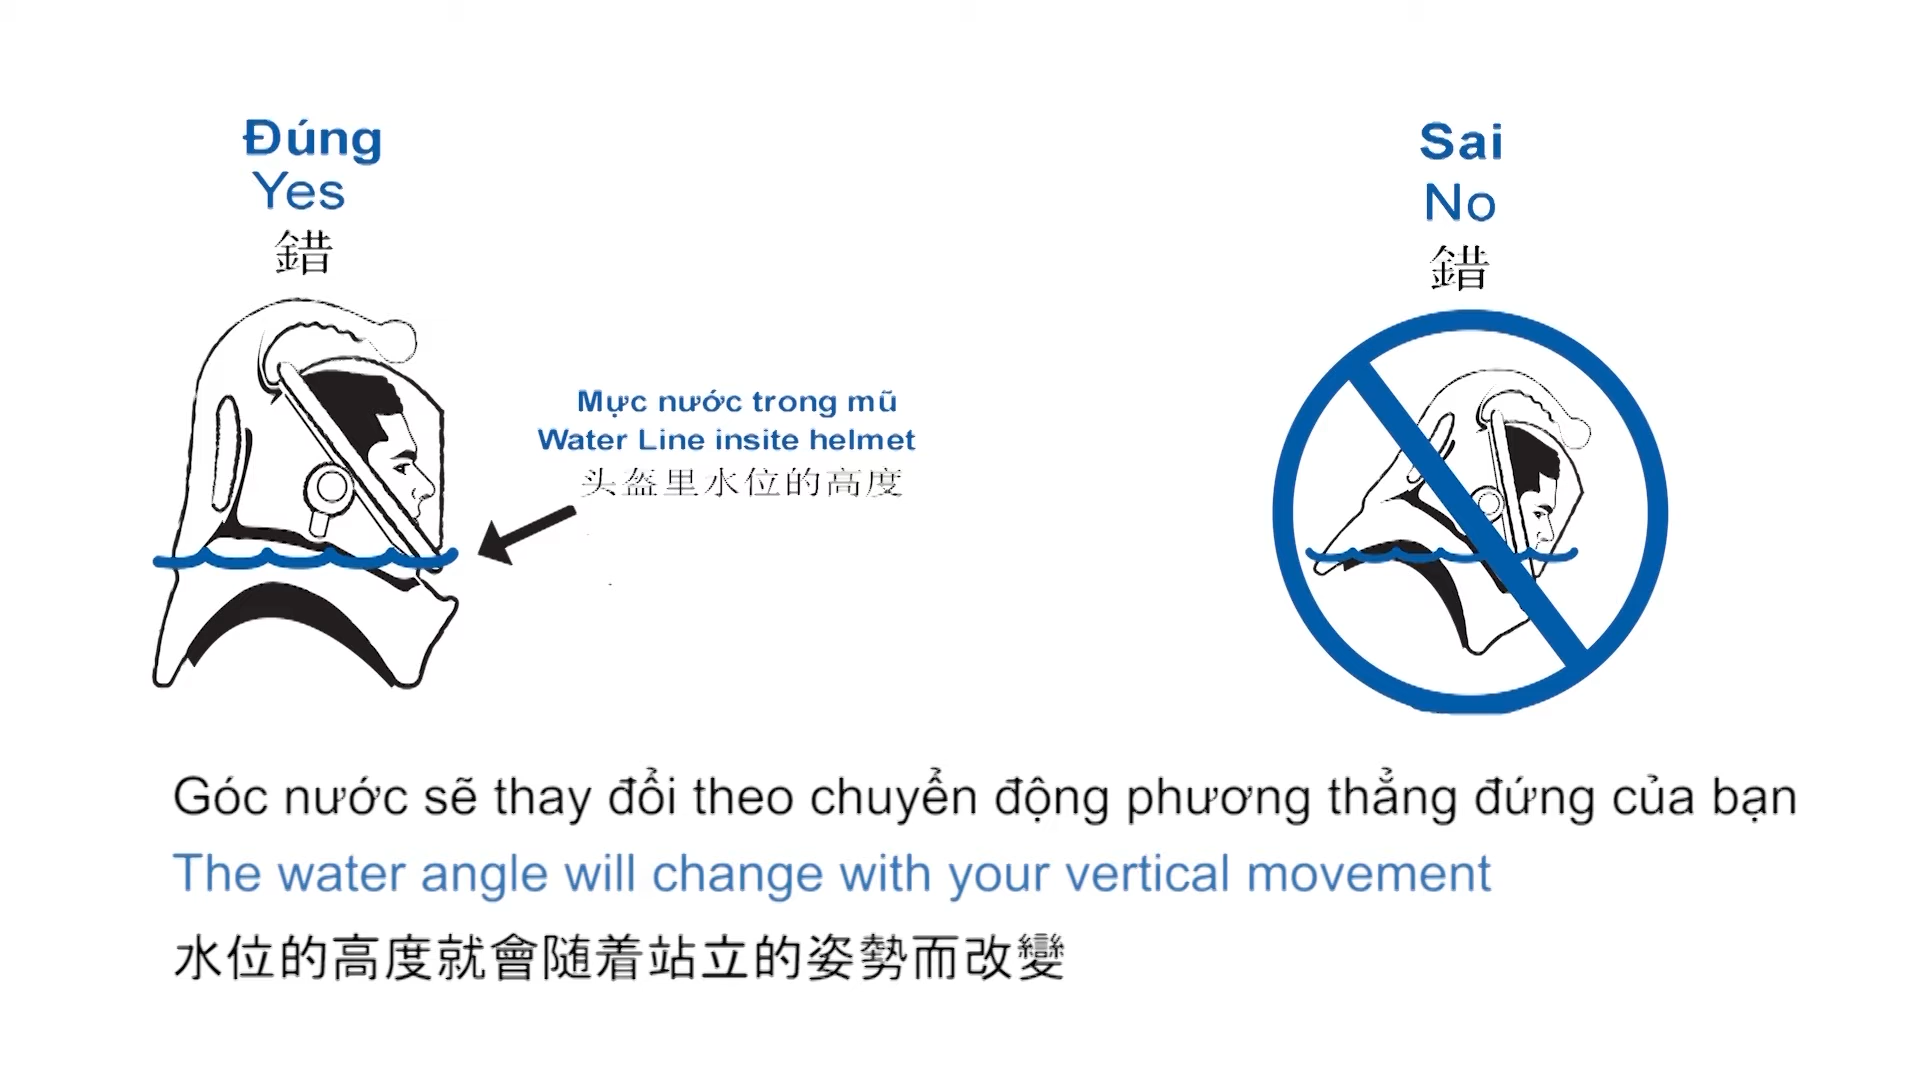 Đúng
Yes
錯
Sai
No
錯
Mực nước trong mũ
Water Line insite helmet
头盔里水位的高度
Góc nước sẽ thay đổi theo chuyển động phương thẳng đứng của bạn
The water angle will change with your vertical movement
水位的高度就會随着站立的姿勢而改變